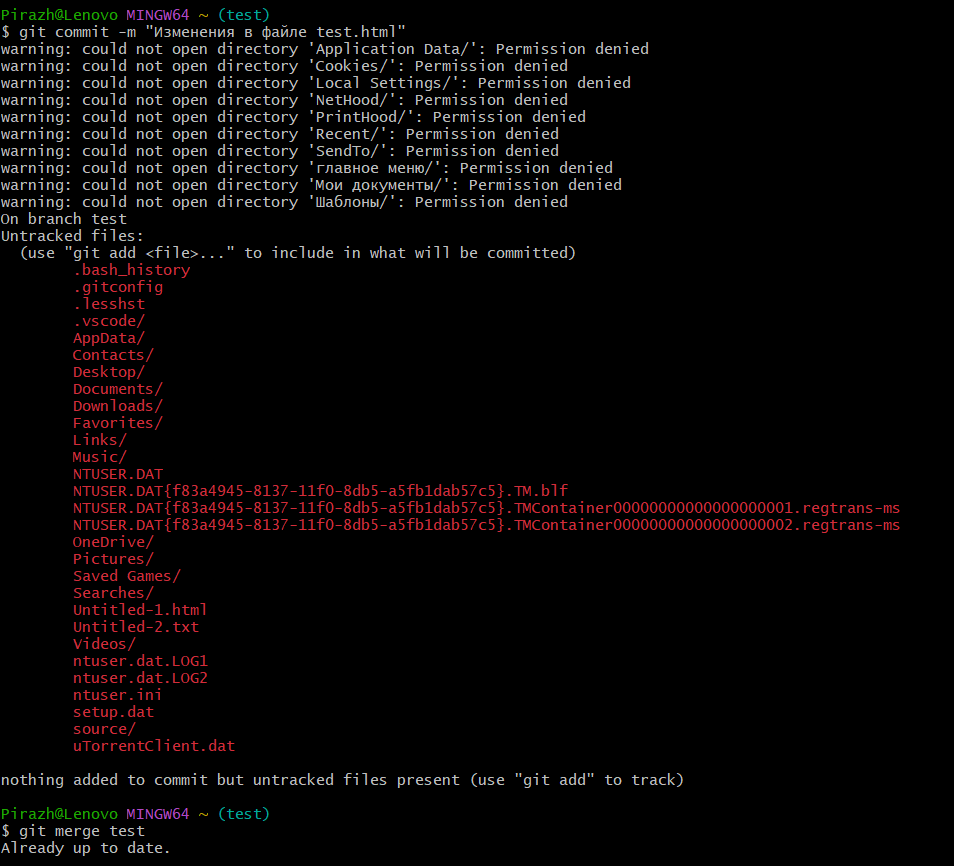 Pirazh@Lenovo MINGW64 ~ (test)
$ git commit -m "Изменения в файле test.html"
warning: could not open directory 'Application Data/': Permission denied
warning: could not open directory 'Cookies/': Permission denied
warning: could not open directory 'Local Settings/': Permission denied
warning: could not open directory 'NetHood/': Permission denied
warning: could not open directory 'PrintHood/': Permission denied
warning: could not open directory 'Recent/': Permission denied
warning: could not open directory 'SendTo/': Permission denied
warning: could not open directory 'главное меню/': Permission denied
warning: could not open directory 'Мои документы/': Permission denied
warning: could not open directory 'Шаблоны/': Permission denied
On branch test
Untracked files:
  (use "git add <file>..." to include in what will be committed)
        .bash_history
        .gitconfig
        .lesshst
        .vscode/
        AppData/
        Contacts/
        Desktop/
        Documents/
        Downloads/
        Favorites/
        Links/
        Music/
        NTUSER.DAT
        NTUSER.DAT{f83a4945-8137-11f0-8db5-a5fb1dab57c5}.TM.blf
        NTUSER.DAT{f83a4945-8137-11f0-8db5-a5fb1dab57c5}.TMContainer00000000000000000001.regtrans-ms
        NTUSER.DAT{f83a4945-8137-11f0-8db5-a5fb1dab57c5}.TMContainer00000000000000000002.regtrans-ms
        OneDrive/
        Pictures/
        Saved Games/
        Searches/
        Untitled-1.html
        Untitled-2.txt
        Videos/
        ntuser.dat.LOG1
        ntuser.dat.LOG2
        ntuser.ini
        setup.dat
        source/
        uTorrentClient.dat

nothing added to commit but untracked files present (use "git add" to track)

Pirazh@Lenovo MINGW64 ~ (test)
$ git merge test
Already up to date.